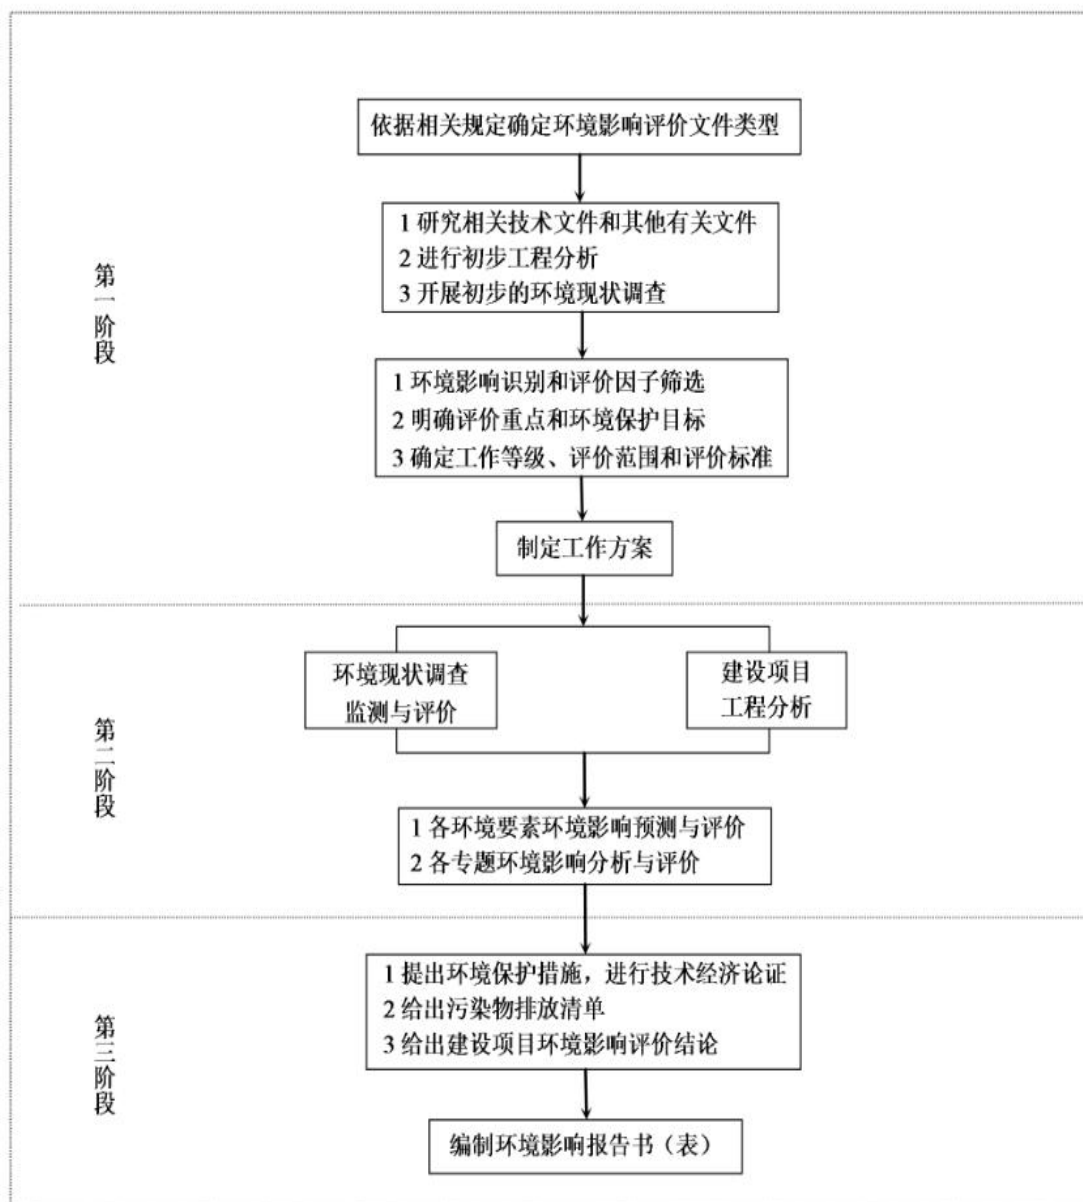 依据相关规定确定环境影响评价文件类型
1 研究相关技术文件和其他有关文件
2 进行初步工程分析
3 开展初步的环境现状调查
第一阶段
1 环境影响识别和评价因子筛选
2 明确评价重点和环境保护目标
3 确定工作等级、评价范围和评价标准
制定工作方案
环境现状调查
监测与评价
建设项目
工程分析
第二阶段
1 各环境要素环境影响预测与评价
2 各专题环境影响分析与评价
1 提出环境保护措施，进行技术经济论证
2 给出污染物排放清单
3 给出建设项目环境影响评价结论
第三阶段
编制环境影响报告书（表）